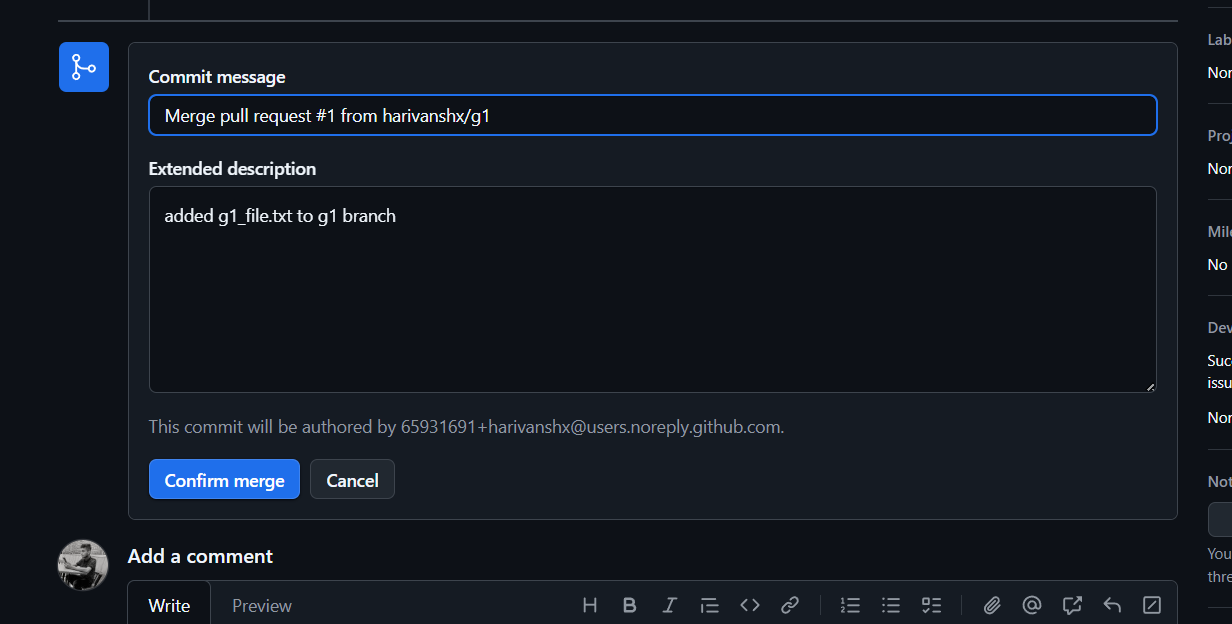 Commit message
Merge pull request #1 from harivanshx/g1
Extended description
added g1_file.txt to g1 branch
This commit will be authored by 65931691+harivanshx@users.noreply.github.com.
Confirm merge Cancel
Add a comment
Write Preview
Lab
Nor
Proj
Nor
Mile
No
Dev
Suc
issu
Nor
Not
You
thre